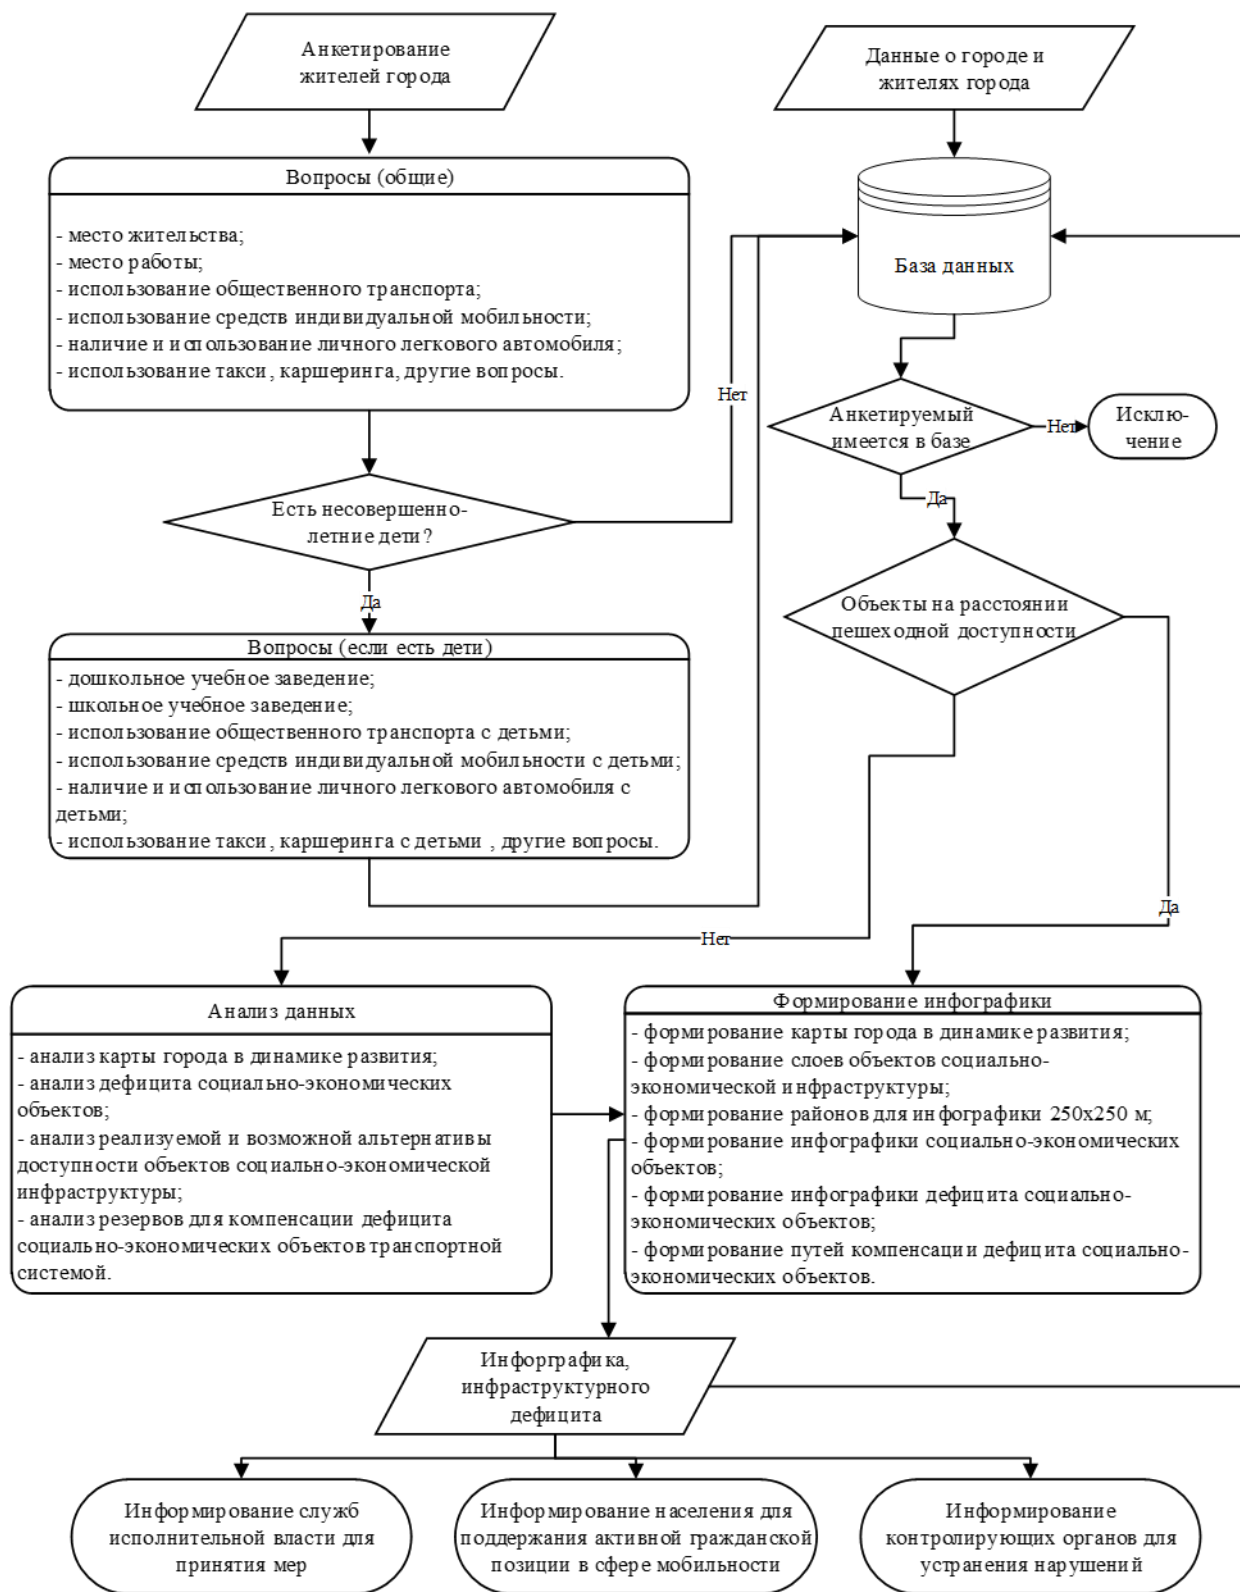 Анкетирование
жителей города
Данные о городе и
жителях города
Вопросы (общие)
- место жительства;
- место работы;
- использование общественного транспорта;
- использование средств индивидуальной мобильности;
- наличие и использование личного легкового автомобиля;
- использование такси, каршеринга, другие вопросы.
База данных
Нет
Анкетируемый
имеется в базе
Нет
Исклю-
чение
Да
Есть несовершенно-
летние дети?
Да
Объекты на расстоянии
пешеходной доступности
Вопросы (если есть дети)
- дошкольное учебное заведение;
- школьное учебное заведение;
- использование общественного транспорта с детьми;
- использование средств индивидуальной мобильности с детьми;
- наличие и использование личного легкового автомобиля с
детьми;
- использование такси, каршеринга с детьми , другие вопросы.
Да
Нет
Анализ данных
- анализ карты города в динамике развития;
- анализ дефицита социально-экономических
объектов;
- анализ реализуемой и возможной альтернативы
доступности объектов социально-экономической
инфраструктуры;
- анализ резервов для компенсации дефицита
социально-экономических объектов транспортной
системой.
Формирование инфографики
- формирование карты города в динамике развития;
- формирование слоев объектов социально-
экономической инфраструктуры;
- формирование районов для инфографики 250х250 м;
- формирование инфографики социально-экономических
объектов;
- формирование инфографики дефицита социально-
экономических объектов;
- формирование путей компенсации дефицита социально-
экономических объектов.
Инфорграфика,
инфраструктурного
дефицита
Информирование служб
исполнительной власти для
принятия мер
Информирование населения для
поддержания активной гражданской
позиции в сфере мобильности
Информирование
контролирующих органов для
устранения нарушений